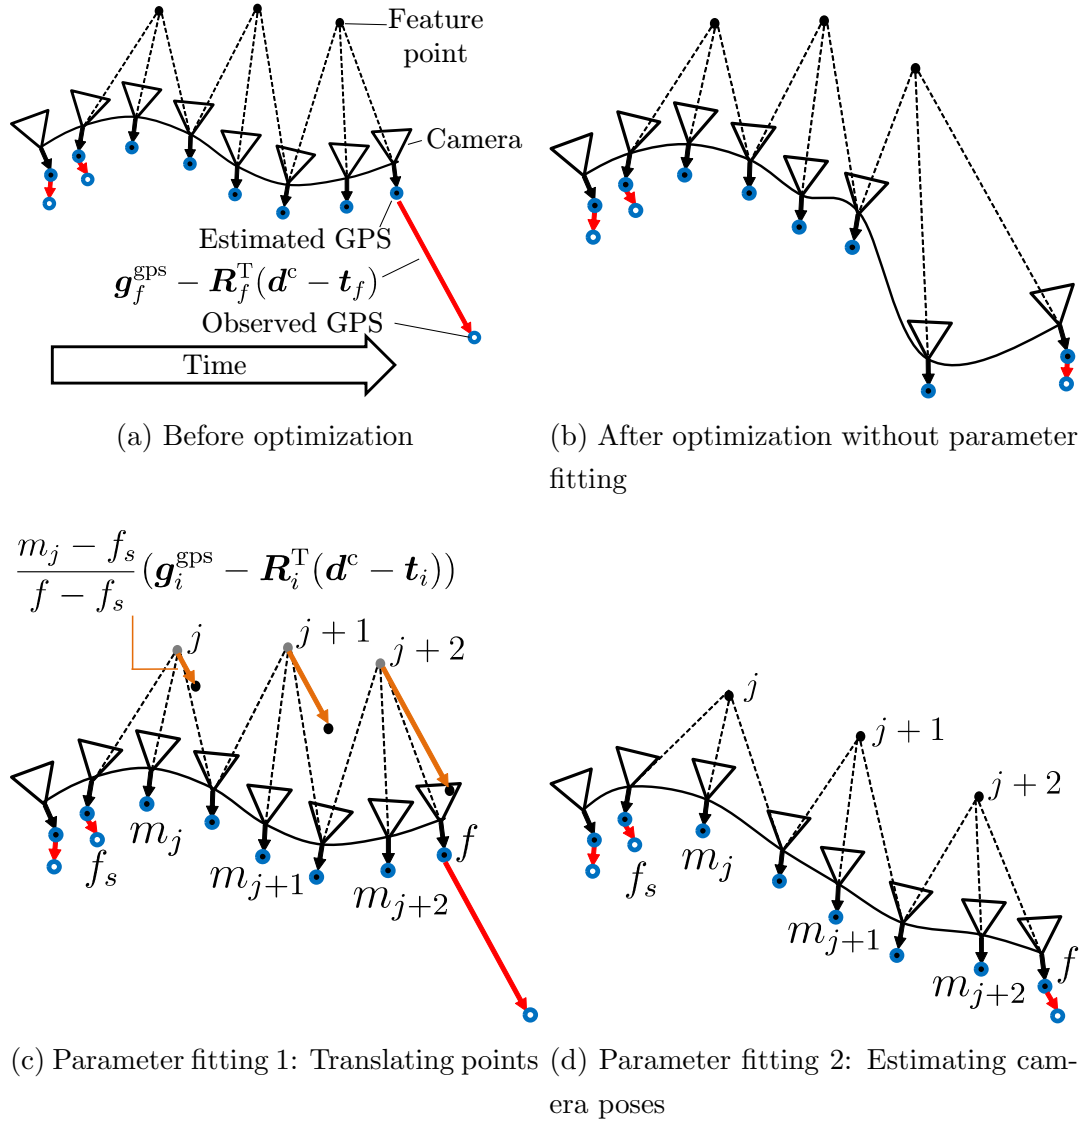 Feature
point
Camera
Estimated GPS
g_f^gps − R_f^T(d^c − t_f)
Observed GPS
Time
(a) Before optimization
(b) After optimization without parameter
fitting
(m_j − f_s)/(f − f_s) (g_i^gps − R_i^T(d^c − t_i))
j
j + 1
j + 2
m_j
f_s
m_{j+1}
m_{j+2}
f
(c) Parameter fitting 1: Translating points
j
j + 1
j + 2
m_j
f_s
m_{j+1}
m_{j+2}
f
(d) Parameter fitting 2: Estimating cam-
era poses